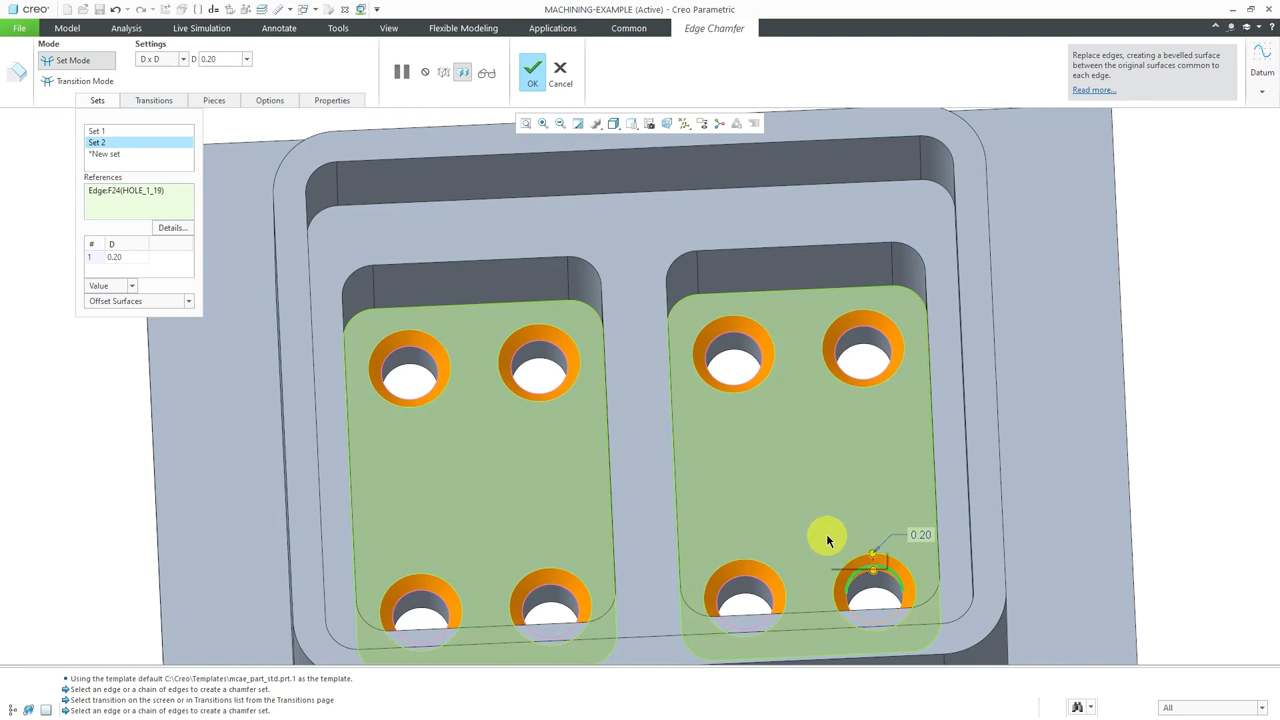 creo
MACHINING-EXAMPLE (Active) - Creo Parametric
File Model Analysis Live Simulation Annotate Tools View Flexible Modeling Applications Common Edge Chamfer
Mode
Set Mode
Transition Mode
Settings
D x D D 0.20
OK
Cancel
Replace edges, creating a bevelled surface
between the original surfaces common to
each edge.
Read more...
Datum
Sets Transitions Pieces Options Properties
Set 1
Set 2
*New set
References
Edge:F24(HOLE_1_19)
Details...
# D
1 0.20
Value
Offset Surfaces
0.20
• Using the template default C:\Creo\Templates\mcae_part_std.prt.1 as the template.
Select an edge or a chain of edges to create a chamfer set.
Select transition on the screen or in Transitions list from the Transitions page
Select an edge or a chain of edges to create a chamfer set.
All